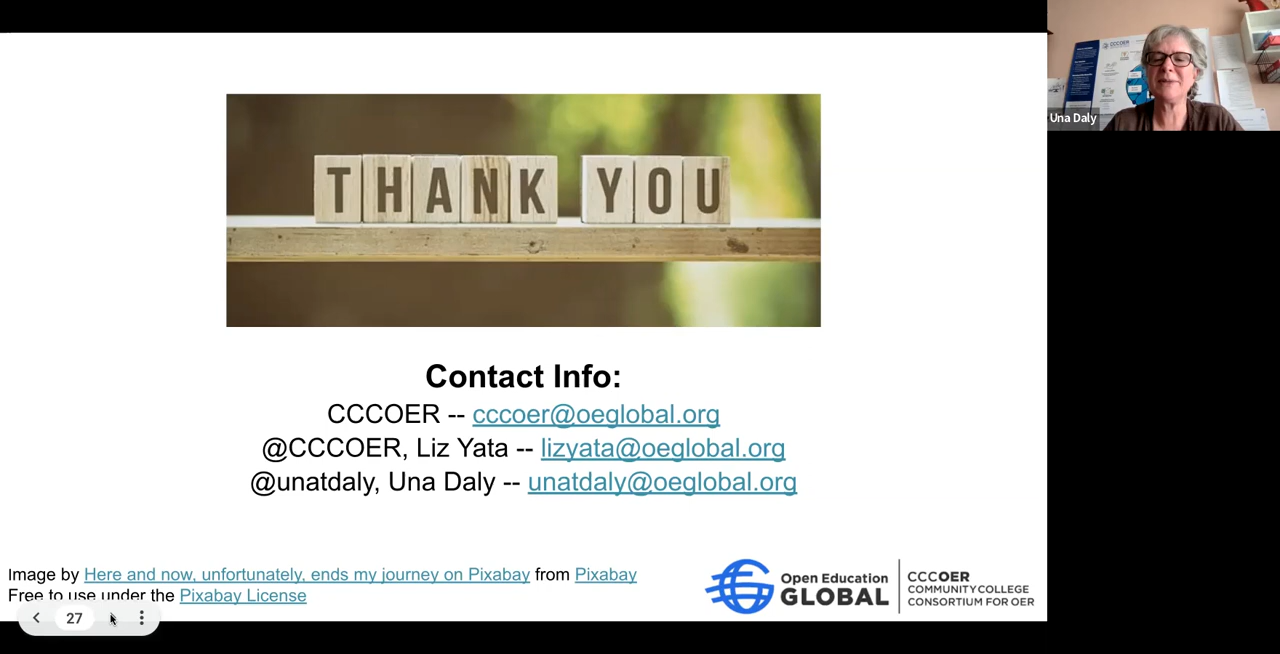 THANK YOU
Contact Info:
CCCOER -- cccoer@oeglobal.org
@CCCOER, Liz Yata -- lizyata@oeglobal.org
@unatdaly, Una Daly -- unatdaly@oeglobal.org
Image by Here and now, unfortunately, ends my journey on Pixabay from Pixabay
Free to use under the Pixabay License
27
Open Education
GLOBAL
CCCOER
COMMUNITY COLLEGE
CONSORTIUM FOR OER
CCCOER
Una Daly